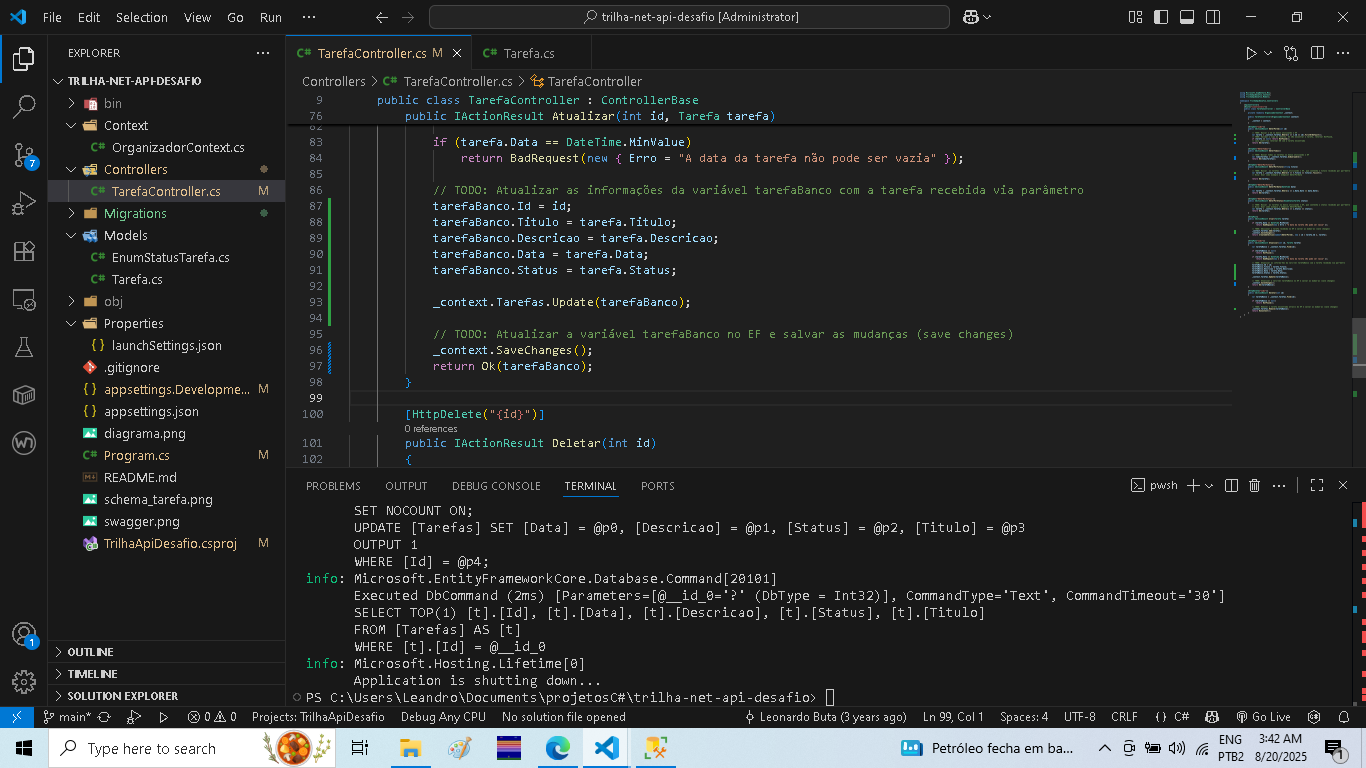 File Edit Selection View Go Run ···
trilha-net-api-desafio [Administrator]
EXPLORER
TRILHA-NET-API-DESAFIO
bin
Context
OrganizadorContext.cs
Controllers
TarefaController.cs M
Migrations
Models
EnumStatusTarefa.cs
Tarefa.cs
obj
Properties
launchSettings.json
.gitignore
appsettings.Developme... M
appsettings.json
diagrama.png
Program.cs M
README.md
schema_tarefa.png
swagger.png
TrilhaApiDesafio.csproj M
OUTLINE
TIMELINE
SOLUTION EXPLORER
7
1
TarefaController.cs M
Tarefa.cs
Controllers > TarefaController.cs > TarefaController
9 public class TarefaController : ControllerBase
76 public IActionResult Atualizar(int id, Tarefa tarefa)
82
83 if (tarefa.Data == DateTime.MinValue)
84 return BadRequest(new { Erro = "A data da tarefa não pode ser vazia" });
85
86 // TODO: Atualizar as informações da variável tarefaBanco com a tarefa recebida via parâmetro
87 tarefaBanco.Id = id;
88 tarefaBanco.Titulo = tarefa.Titulo;
89 tarefaBanco.Descricao = tarefa.Descricao;
90 tarefaBanco.Data = tarefa.Data;
91 tarefaBanco.Status = tarefa.Status;
92
93 _context.Tarefas.Update(tarefaBanco);
94
95 // TODO: Atualizar a variável tarefaBanco no EF e salvar as mudanças (save changes)
96 _context.SaveChanges();
97 return Ok(tarefaBanco);
98 }
99
100 [HttpDelete("{id}")]
0 references
101 public IActionResult Deletar(int id)
102 {
PROBLEMS OUTPUT DEBUG CONSOLE TERMINAL PORTS
pwsh
SET NOCOUNT ON;
UPDATE [Tarefas] SET [Data] = @p0, [Descricao] = @p1, [Status] = @p2, [Titulo] = @p3
OUTPUT 1
WHERE [Id] = @p4;
info: Microsoft.EntityFrameworkCore.Database.Command[20101]
Executed DbCommand (2ms) [Parameters=[@__id_0='?' (DbType = Int32)], CommandType='Text', CommandTimeout='30']
SELECT TOP(1) [t].[Id], [t].[Data], [t].[Descricao], [t].[Status], [t].[Titulo]
FROM [Tarefas] AS [t]
WHERE [t].[Id] = @__id_0
info: Microsoft.Hosting.Lifetime[0]
Application is shutting down...
PS C:\Users\Leandro\Documents\projetosC#\trilha-net-api-desafio>
main* 0 0 Projects: TrilhaApiDesafio Debug Any CPU No solution file opened Leonardo Buta (3 years ago) Ln 99, Col 1 Spaces: 4 UTF-8 CRLF {} C# Go Live
Type here to search
Petróleo fecha em ba...
ENG
PTB2
3:42 AM
8/20/2025
1